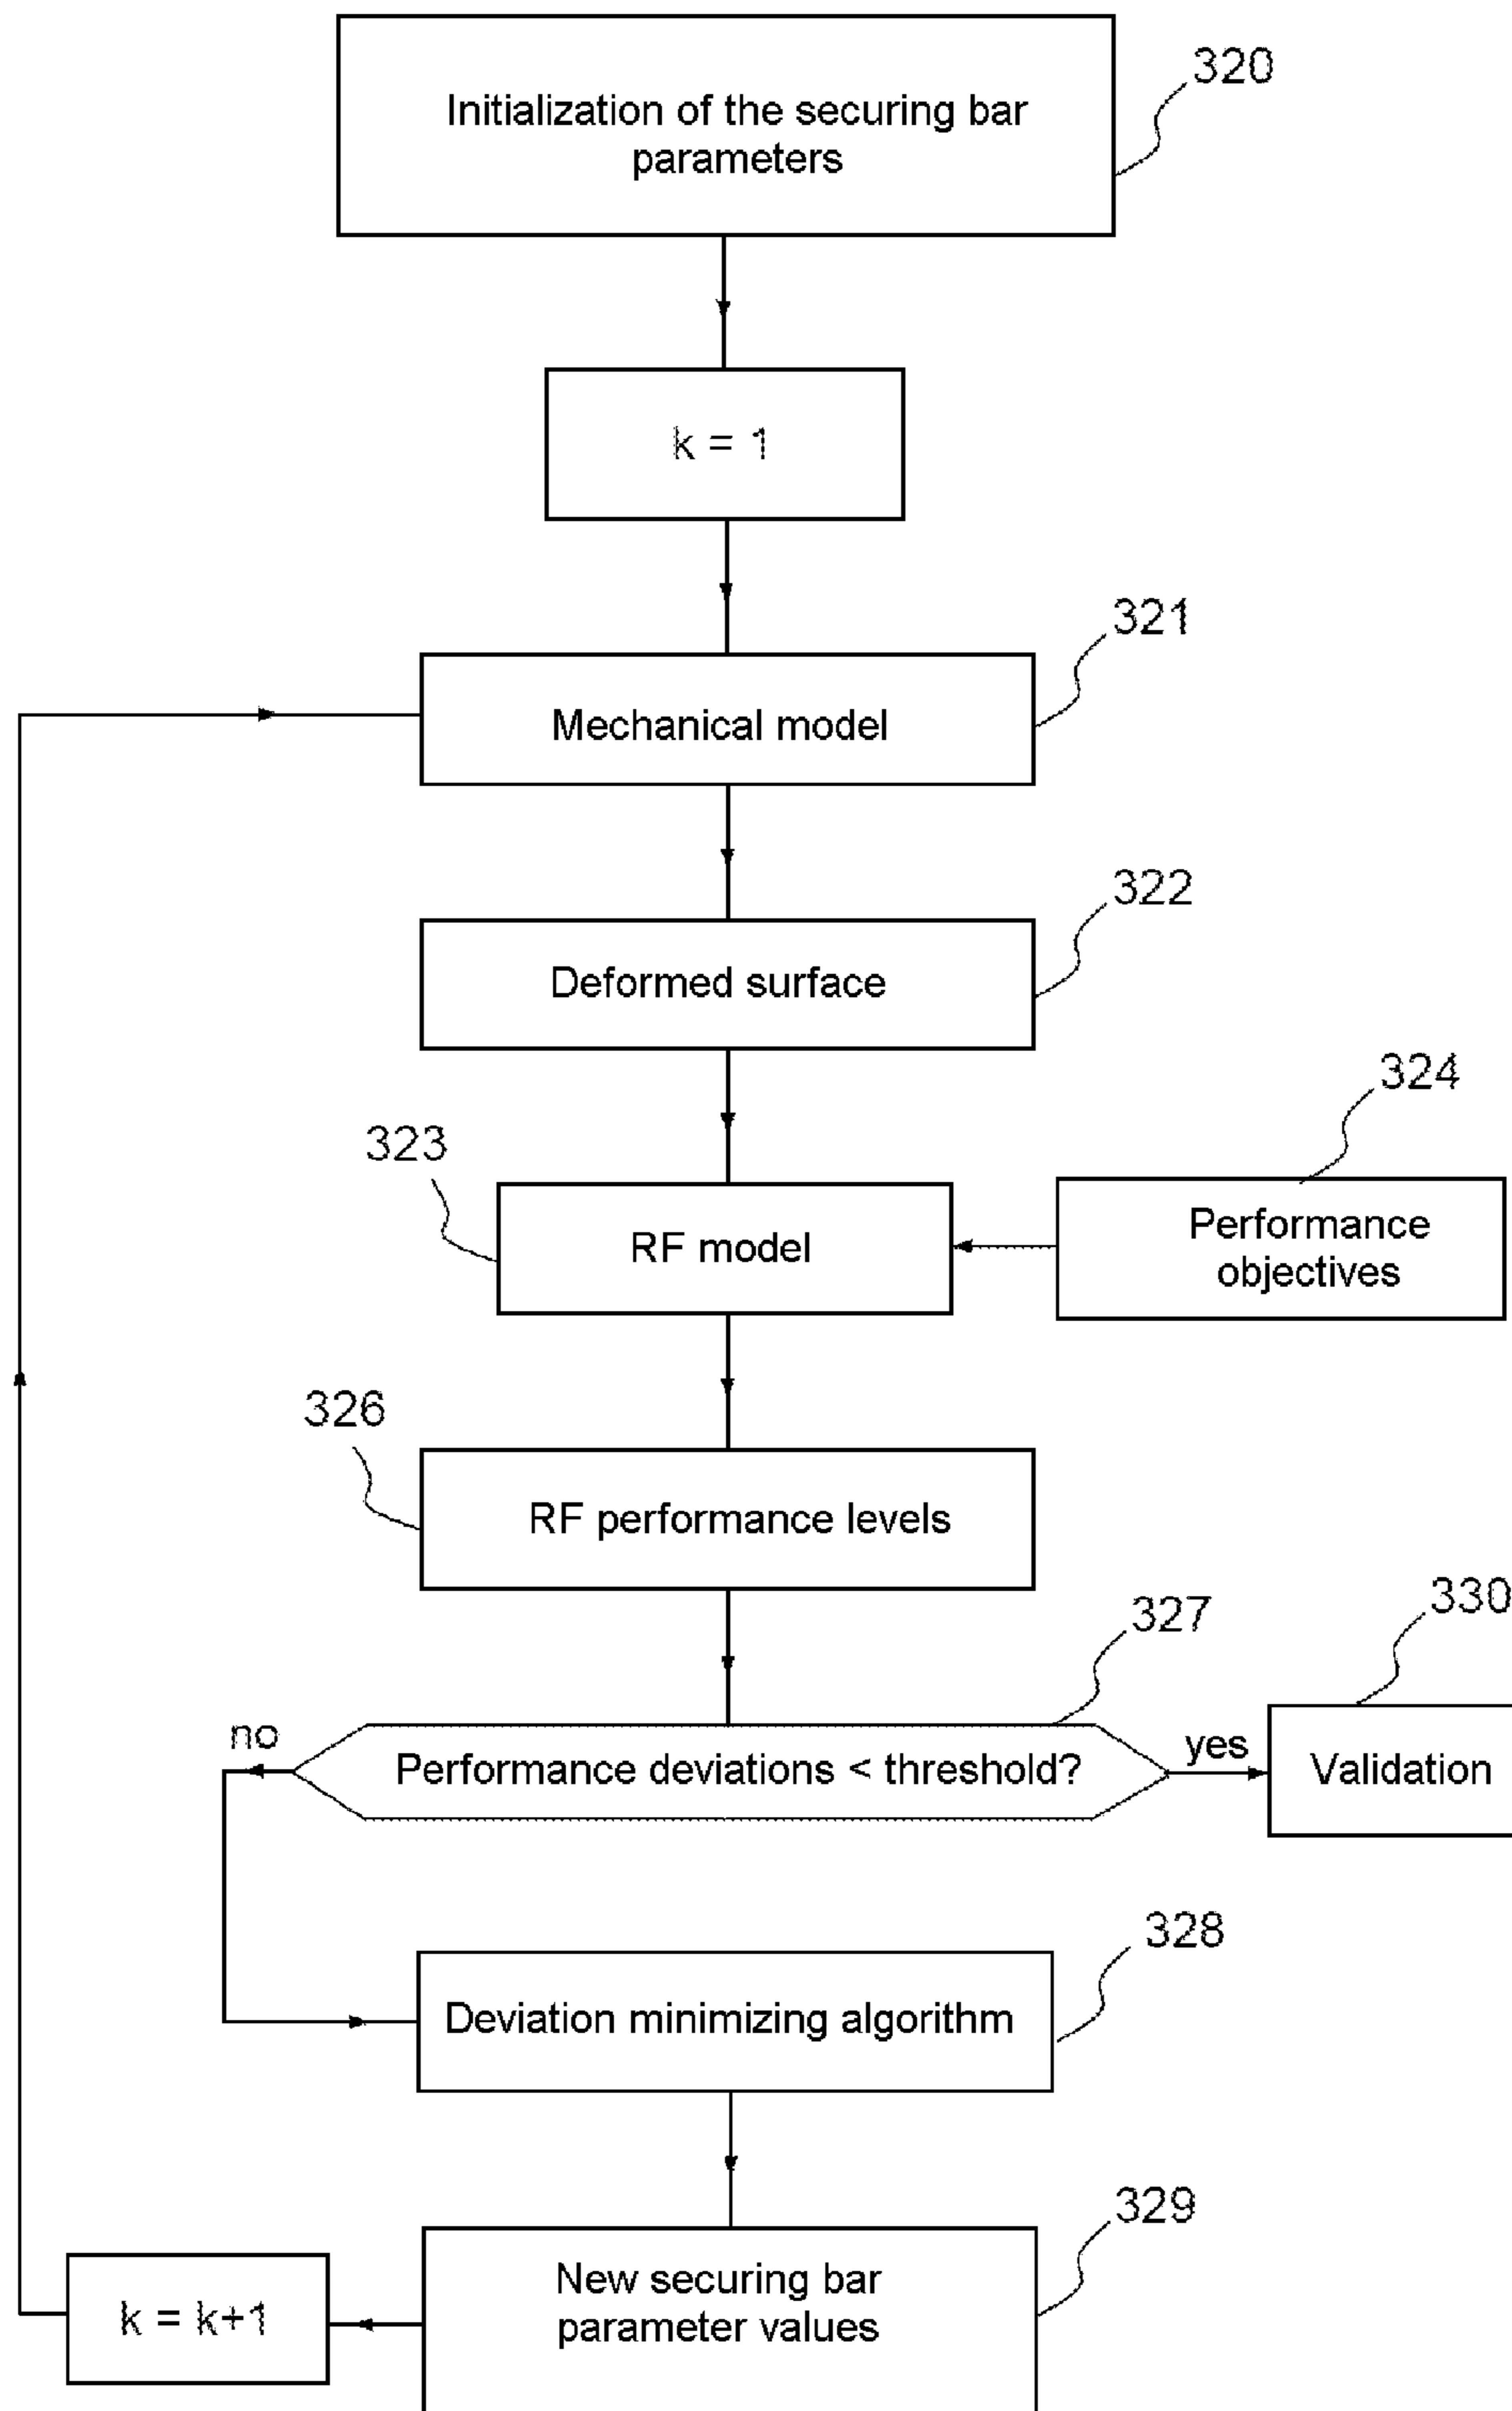 320
Initialization of the securing bar
parameters
k = 1
321
Mechanical model
322
Deformed surface
324
323
RF model
Performance
objectives
326
RF performance levels
330
327
no
Performance deviations < threshold?
yes
Validation
328
Deviation minimizing algorithm
329
New securing bar
parameter values
k = k+1